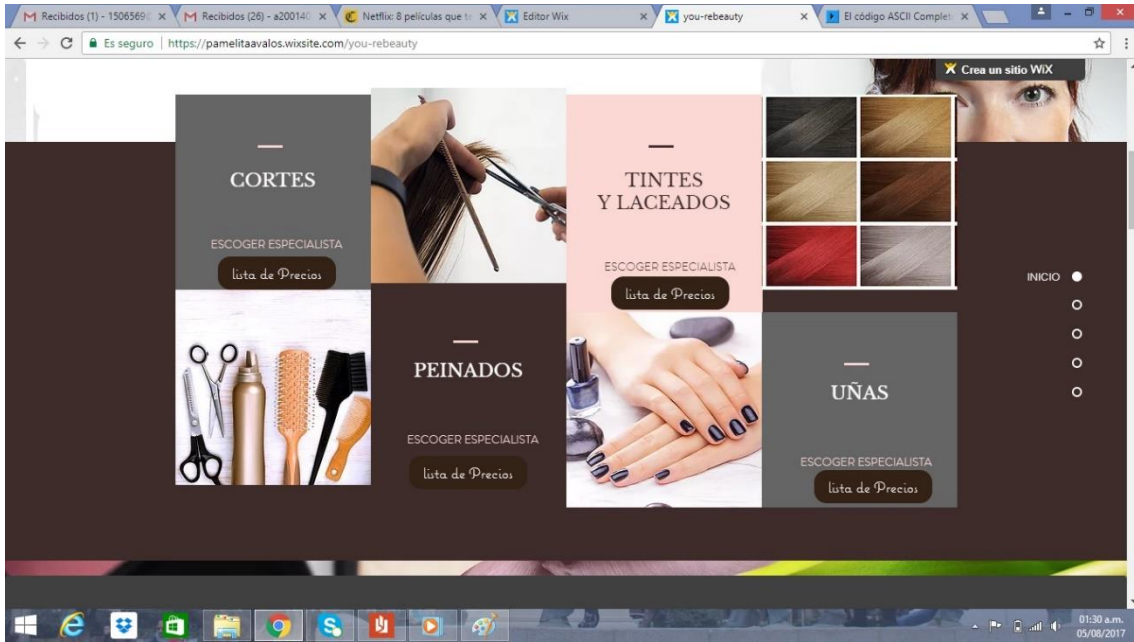 Recibidos (1) - 1506569
Recibidos (26) - a200140
Netflix: 8 películas que te
Editor Wix
you-rebeauty
El código ASCII Complet
Es seguro
https://pamelitaavalos.wixsite.com/you-rebeauty
Crea un sitio WiX
CORTES
ESCOGER ESPECIALISTA
lista de Precios
TINTES
Y LACEADOS
ESCOGER ESPECIALISTA
lista de Precios
INICIO
PEINADOS
ESCOGER ESPECIALISTA
lista de Precios
UÑAS
ESCOGER ESPECIALISTA
lista de Precios
01:30 a.m.
05/08/2017